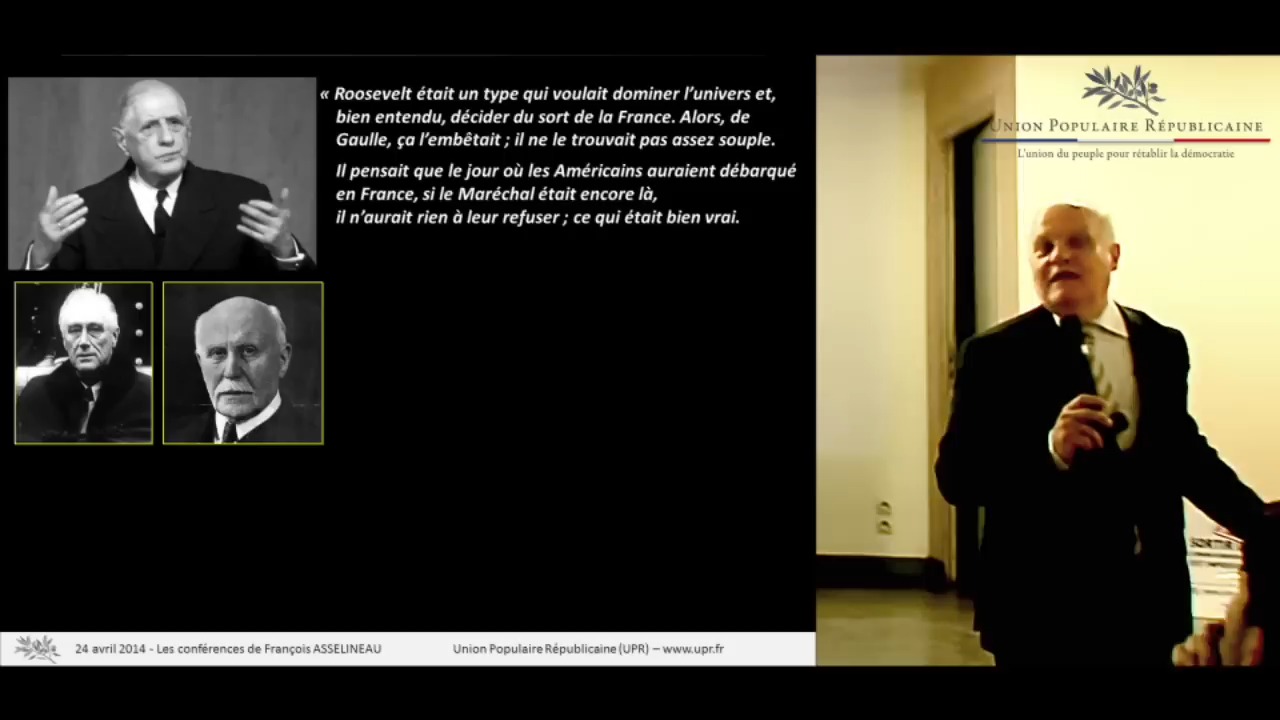 « Roosevelt était un type qui voulait dominer l'univers et,
bien entendu, décider du sort de la France. Alors, de
Gaulle, ça l'embêtait ; il ne le trouvait pas assez souple.
Il pensait que le jour où les Américains auraient débarqué
en France, si le Maréchal était encore là,
il n'aurait rien à leur refuser ; ce qui était bien vrai.
UNION POPULAIRE RÉPUBLICAINE
L'union du peuple pour rétablir la démocratie
SORTIR
24 avril 2014 - Les conférences de François ASSELINEAU
Union Populaire Républicaine (UPR) – www.upr.fr